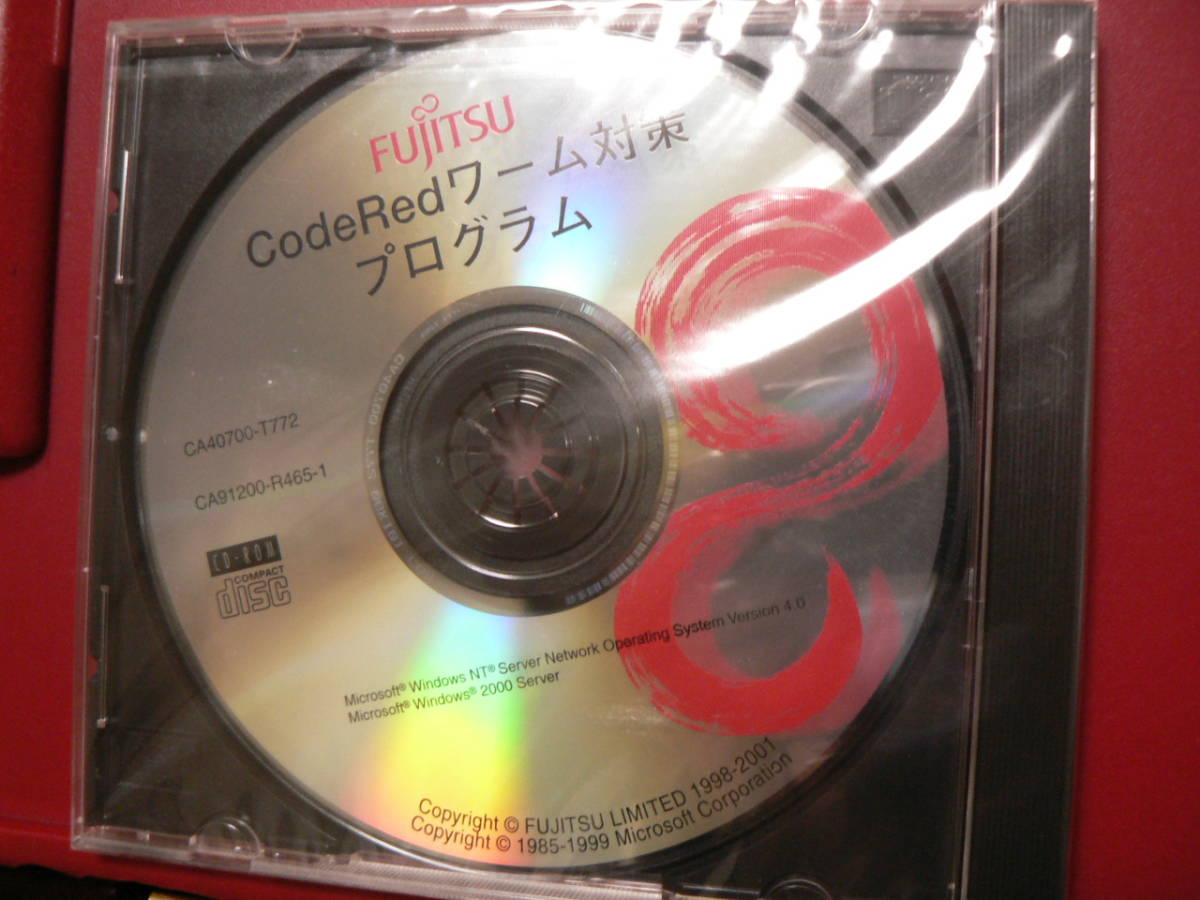 FUJITSU
CodeRedワーム対策
プログラム
CA40700-T772
CA91200-R465-1
CD-ROM
COMPACT
disc
Microsoft® Windows NT® Server Network Operating System Version 4.0
Microsoft® Windows® 2000 Server
Copyright © FUJITSU LIMITED 1998-2001
Copyright © 1985-1999 Microsoft Corporation